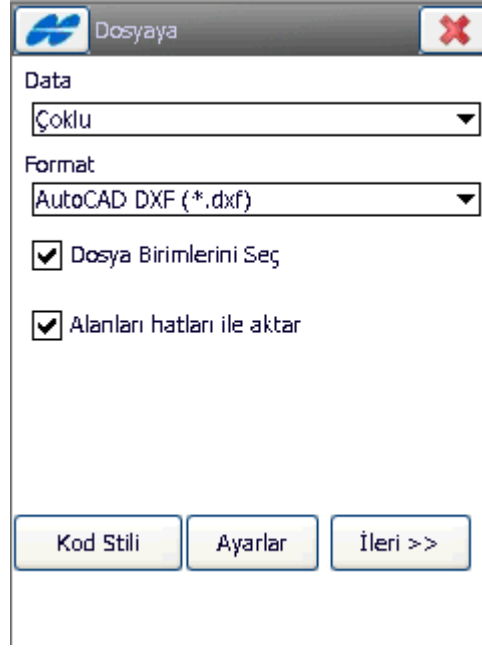 Dosyaya
Data
Çoklu
Format
AutoCAD DXF (*.dxf)
Dosya Birimlerini Seç
Alanları hatları ile aktar
Kod Stili
Ayarlar
İleri >>